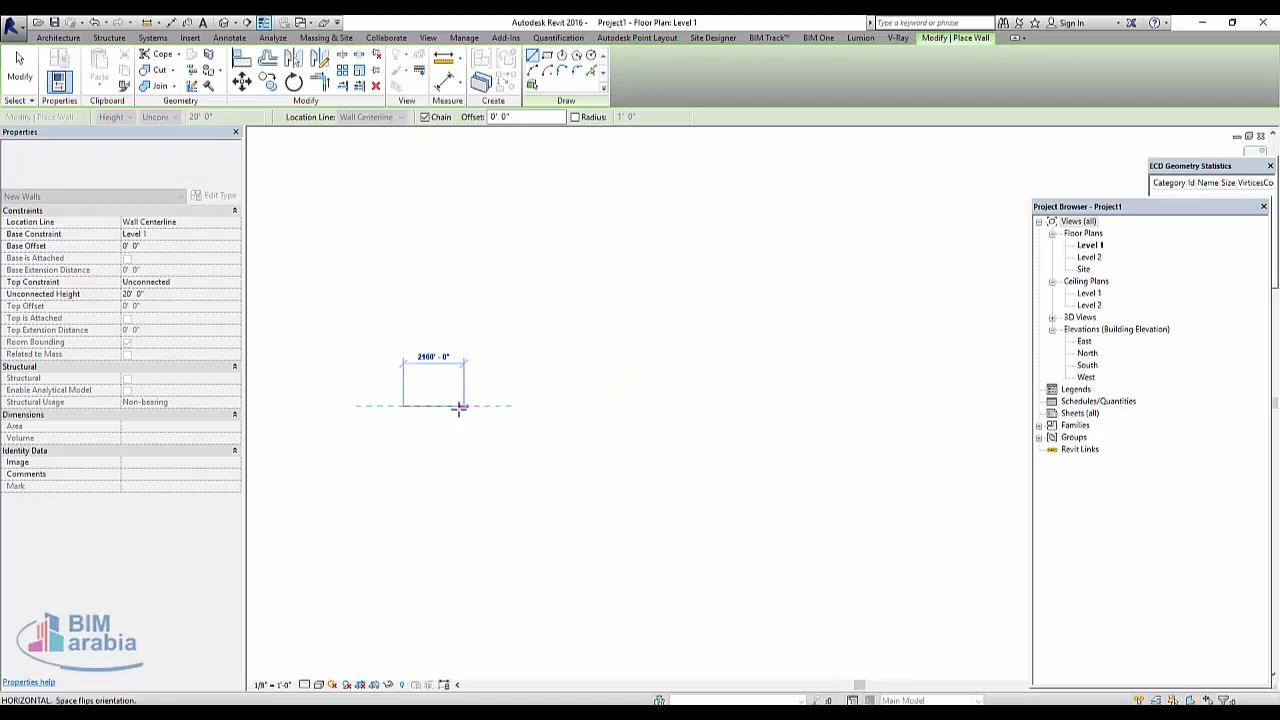 Autodesk Revit 2016 - Project1 - Floor Plan: Level 1
Type a keyword or phrase
Sign In
Architecture Structure Systems Insert Annotate Analyze Massing & Site Collaborate View Manage Add-Ins Quantification Autodesk Point Layout Site Designer BIM Track™ BIM One Lumion V-Ray Modify | Place Wall
Modify
Paste
Cope
Cut
Join
Select Properties Clipboard Geometry Modify View Measure Create Draw
Modify | Place Wall Height Uncon 20' 0" Location Line: Wall Centerline Chain Offset: 0' 0" Radius: 1' 0"
Properties
New Walls Edit Type
Constraints
Location Line Wall Centerline
Base Constraint Level 1
Base Offset 0' 0"
Base is Attached
Base Extension Distance 0' 0"
Top Constraint Unconnected
Unconnected Height 20' 0"
Top Offset 0' 0"
Top is Attached
Top Extension Distance 0' 0"
Room Bounding
Related to Mass
Structural
Structural
Enable Analytical Model
Structural Usage Non-bearing
Dimensions
Area
Volume
Identity Data
Image
Comments
Mark
BIM
arabia
Properties help
2160' - 0"
ECD Geometry Statistics
Category Id Name Size VirticesCo
Project Browser - Project1
Views (all)
Floor Plans
Level 1
Level 2
Site
Ceiling Plans
Level 1
Level 2
3D Views
Elevations (Building Elevation)
East
North
South
West
Legends
Schedules/Quantities
Sheets (all)
Families
Groups
Revit Links
1/8" = 1'-0"
HORIZONTAL. Space flips orientation.
:0
Main Model
:0